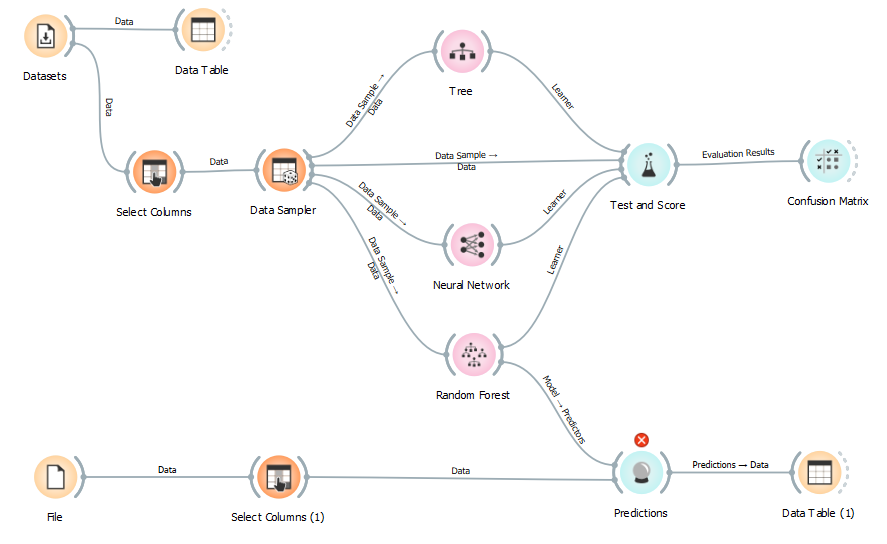 Data
Datasets
Data Table
Data
Data Sample →
Data
Tree
Learner
Data
Select Columns
Data Sampler
Data Sample →
Data
Test and Score
Evaluation Results
Confusion Matrix
Data Sample →
Data
Neural Network
Learner
Data Sample →
Data
Random Forest
Learner
Model → Predictors
File
Data
Select Columns (1)
Data
Predictions
Predictions → Data
Data Table (1)